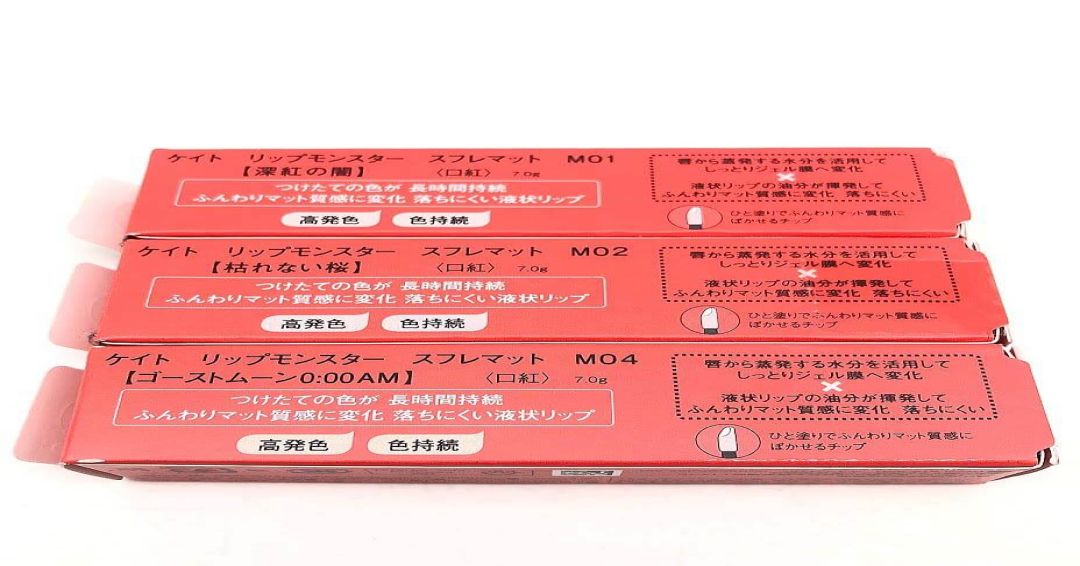 ケイト リップモンスター スフレマット M01
【深紅の闇】 〈口紅〉 7.0g
つけたての色が 長時間持続
ふんわりマット質感に変化 落ちにくい液状リップ
高発色 色持続
唇から蒸発する水分を活用して
しっとりジェル膜へ変化
×
液状リップの油分が揮発して
ふんわりマット質感に変化 落ちにくい
ひと塗りでふんわりマット質感に
ぼかせるチップ
ケイト リップモンスター スフレマット M02
【枯れない桜】 〈口紅〉 7.0g
つけたての色が 長時間持続
ふんわりマット質感に変化 落ちにくい液状リップ
高発色 色持続
唇から蒸発する水分を活用して
しっとりジェル膜へ変化
×
液状リップの油分が揮発して
ふんわりマット質感に変化 落ちにくい
ひと塗りでふんわりマット質感に
ぼかせるチップ
ケイト リップモンスター スフレマット M04
【ゴーストムーン0:00AM】 〈口紅〉 7.0g
つけたての色が 長時間持続
ふんわりマット質感に変化 落ちにくい液状リップ
高発色 色持続
唇から蒸発する水分を活用して
しっとりジェル膜へ変化
×
液状リップの油分が揮発して
ふんわりマット質感に変化 落ちにくい
ひと塗りでふんわりマット質感に
ぼかせるチップ